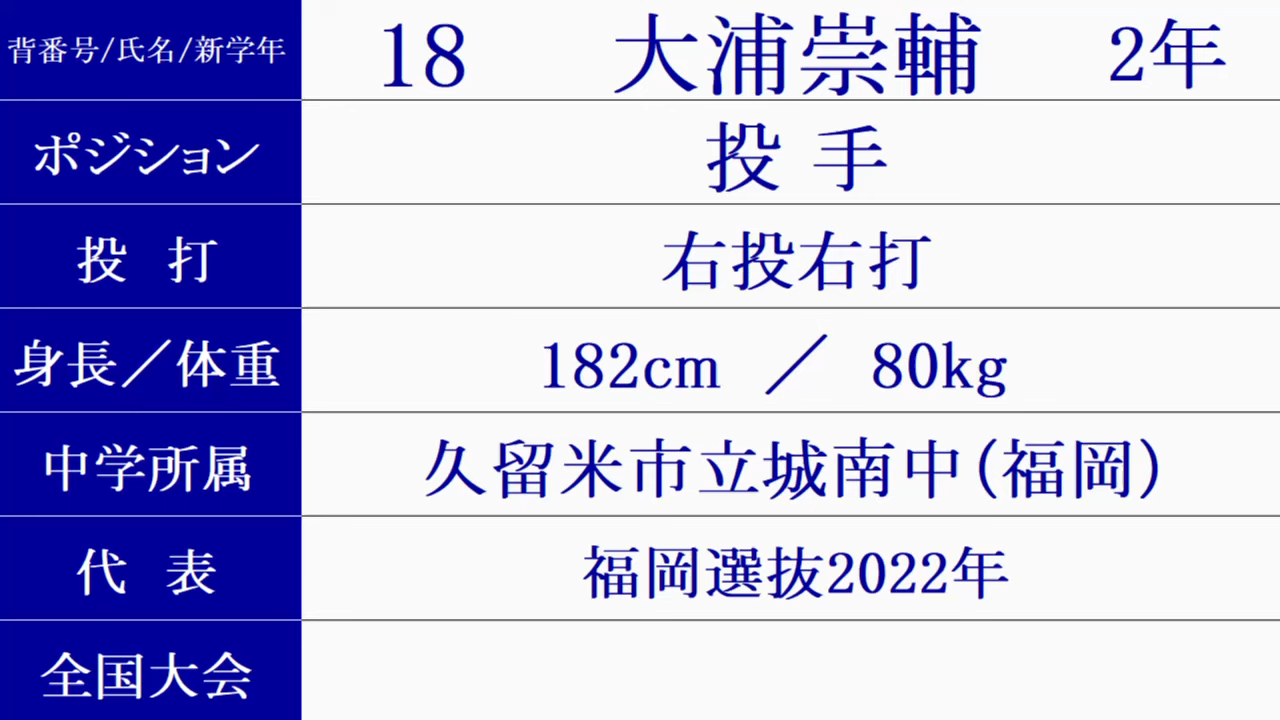 背番号/氏名/新学年 18 大浦崇輔 2年
ポジション 投手
投 打 右投右打
身長／体重 182cm ／ 80kg
中学所属 久留米市立城南中(福岡)
代 表 福岡選抜2022年
全国大会